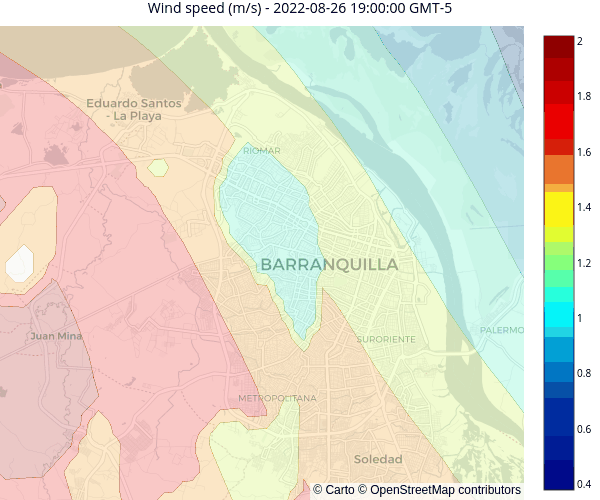 Wind speed (m/s) - 2022-08-26 19:00:00 GMT-5
2
Eduardo Santos
- La Playa
1.8
RIOMAR
1.6
1.4
BARRANQUILLA
1.2
Juan Mina
SURORIENTE
PALERMO
1
0.8
METROPOLITANA
0.6
Soledad
0.4
© Carto © OpenStreetMap contributors